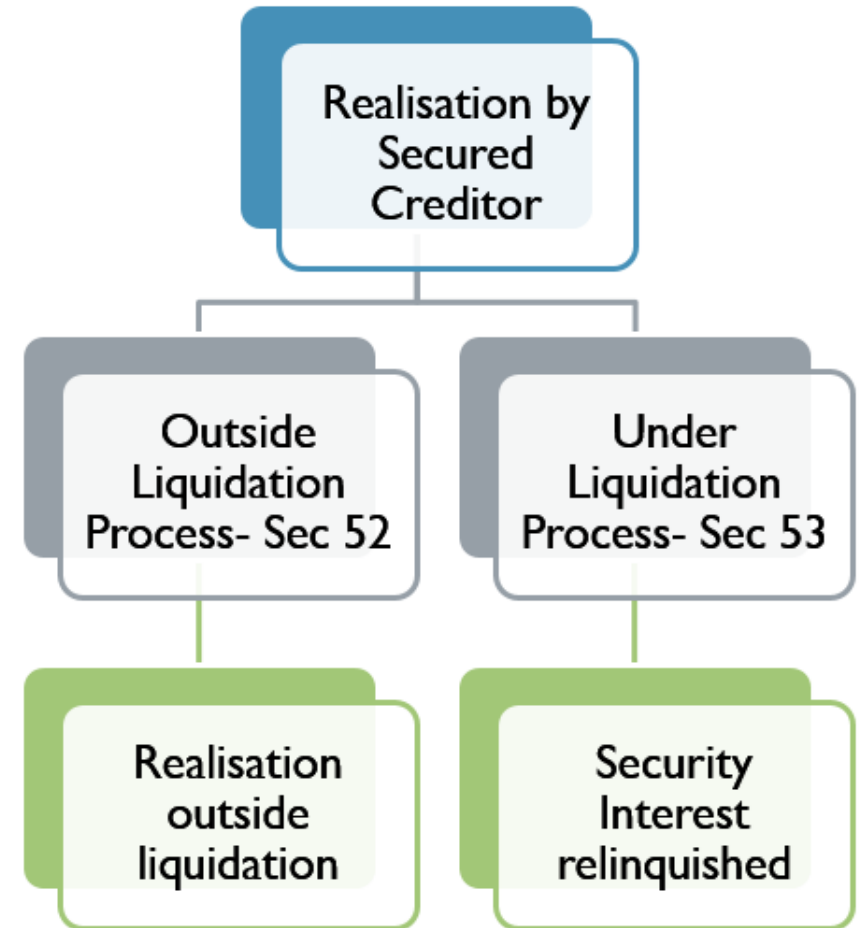 Realisation by
Secured
Creditor
Outside
Liquidation
Process- Sec 52
Under
Liquidation
Process- Sec 53
Realisation
outside
liquidation
Security
Interest
relinquished